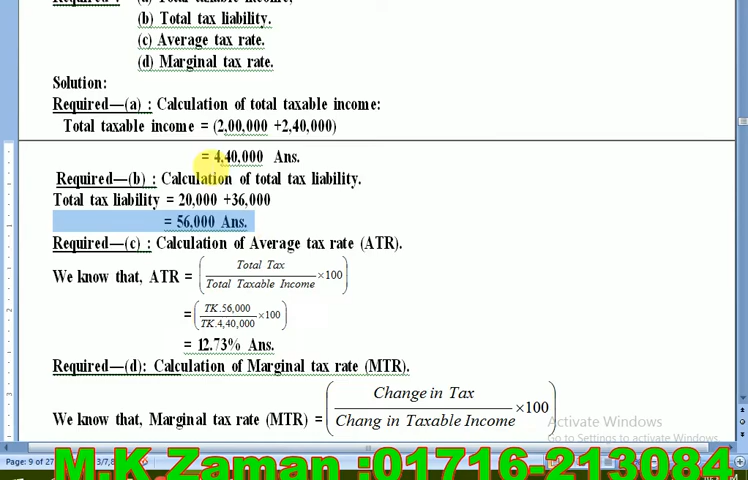 (b) Total tax liability.
(c) Average tax rate.
(d) Marginal tax rate.
Solution:
Required—(a) : Calculation of total taxable income:
Total taxable income = (2,00,000 +2,40,000)
= 4,40,000 Ans.
Required—(b) : Calculation of total tax liability.
Total tax liability = 20,000 +36,000
= 56,000 Ans.
Required—(c) : Calculation of Average tax rate (ATR).
We know that, ATR = (Total Tax / Total Taxable Income ×100)
= (TK.56,000 / TK.4,40,000 ×100)
= 12.73% Ans.
Required—(d): Calculation of Marginal tax rate (MTR).
We know that, Marginal tax rate (MTR) = (Change in Tax / Chang in Taxable Income ×100)
Activate Windows
Go to Settings to activate Windows.
Page: 9 of 27
M.K Zaman :01716-213084